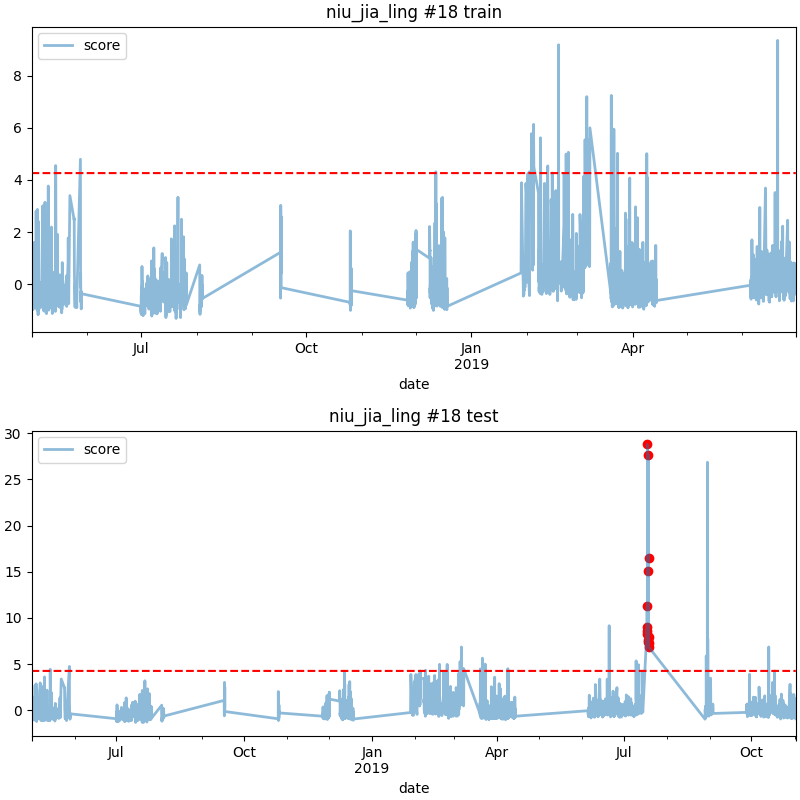 niu_jia_ling #18 train
score
8
6
4
2
0
Jul
Oct
Jan
2019
Apr
date
niu_jia_ling #18 test
score
30
25
20
15
10
5
0
Jul
Oct
Jan
2019
Apr
Jul
Oct
date